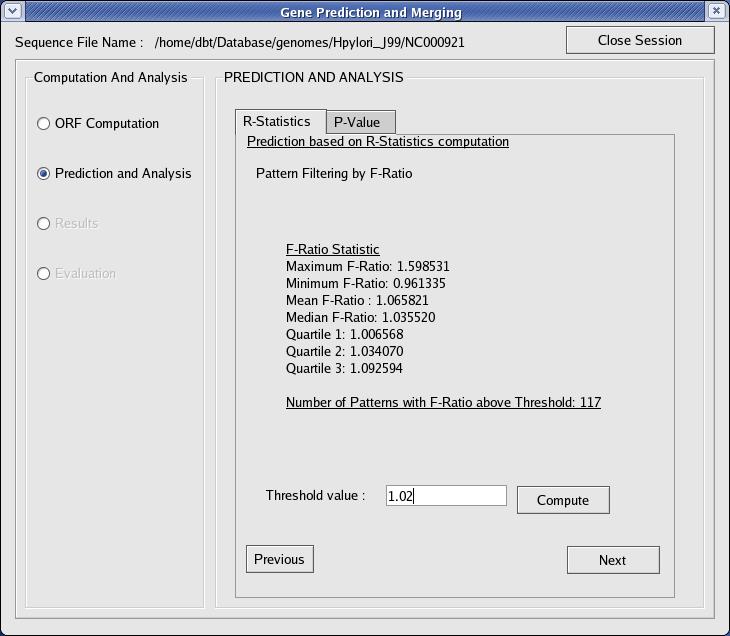 Gene Prediction and Merging
Sequence File Name : /home/dbt/Database/genomes/Hpylori_J99/NC000921
Close Session
Computation And Analysis
ORF Computation
Prediction and Analysis
Results
Evaluation
PREDICTION AND ANALYSIS
R-Statistics
P-Value
Prediction based on R-Statistics computation
Pattern Filtering by F-Ratio
F-Ratio Statistic
Maximum F-Ratio: 1.598531
Minimum F-Ratio: 0.961335
Mean F-Ratio : 1.065821
Median F-Ratio: 1.035520
Quartile 1: 1.006568
Quartile 2: 1.034070
Quartile 3: 1.092594
Number of Patterns with F-Ratio above Threshold: 117
Threshold value : 1.02
Compute
Previous
Next